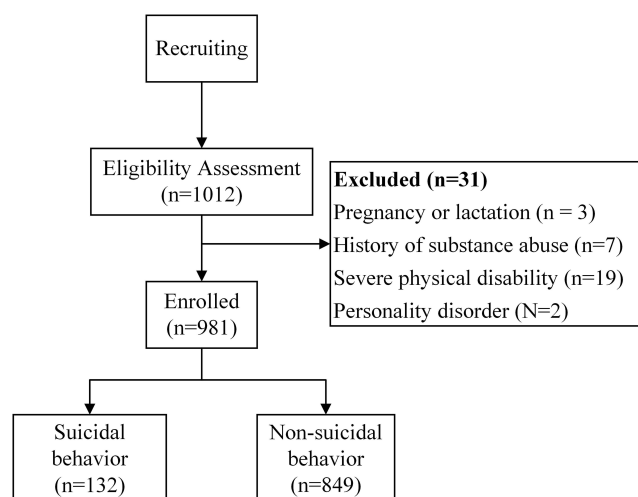 Recruiting
Eligibility Assessment
(n=1012)
Excluded (n=31)
Pregnancy or lactation (n = 3)
History of substance abuse (n=7)
Severe physical disability (n=19)
Personality disorder (N=2)
Enrolled
(n=981)
Suicidal
behavior
(n=132)
Non-suicidal
behavior
(n=849)